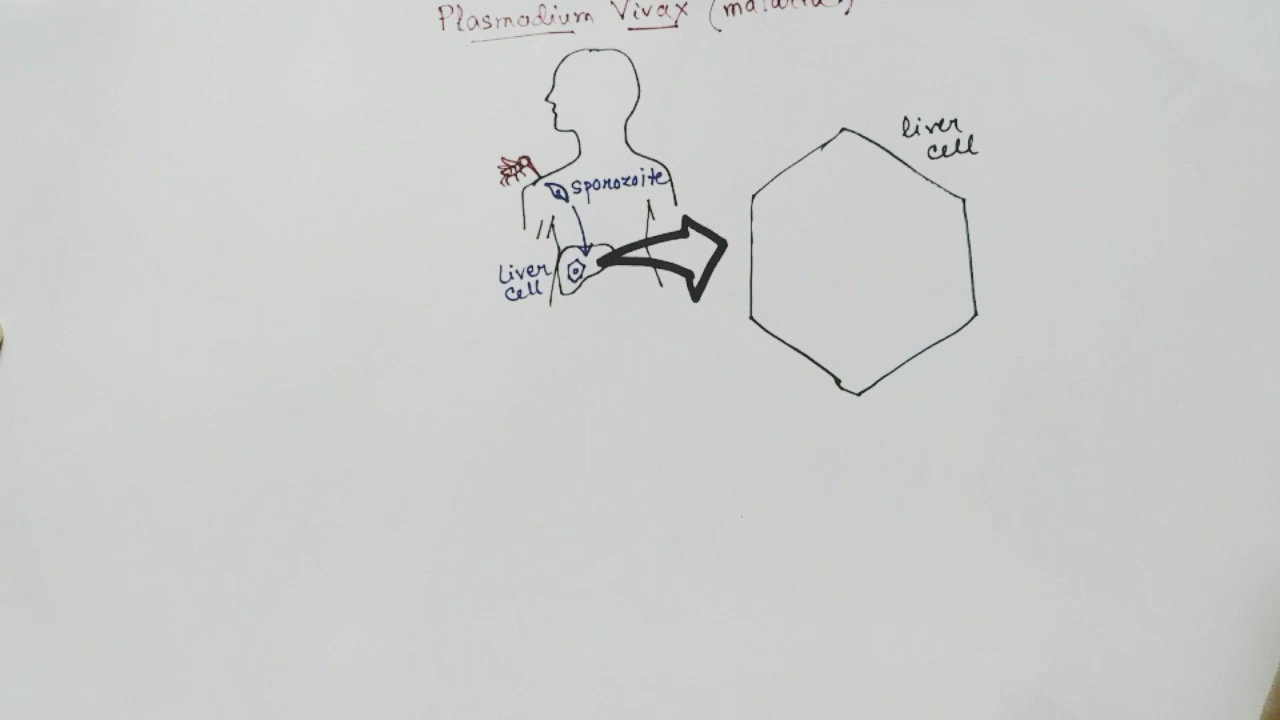 Plasmodium Vivax
sporozoite
Liver
cell
liver
cell